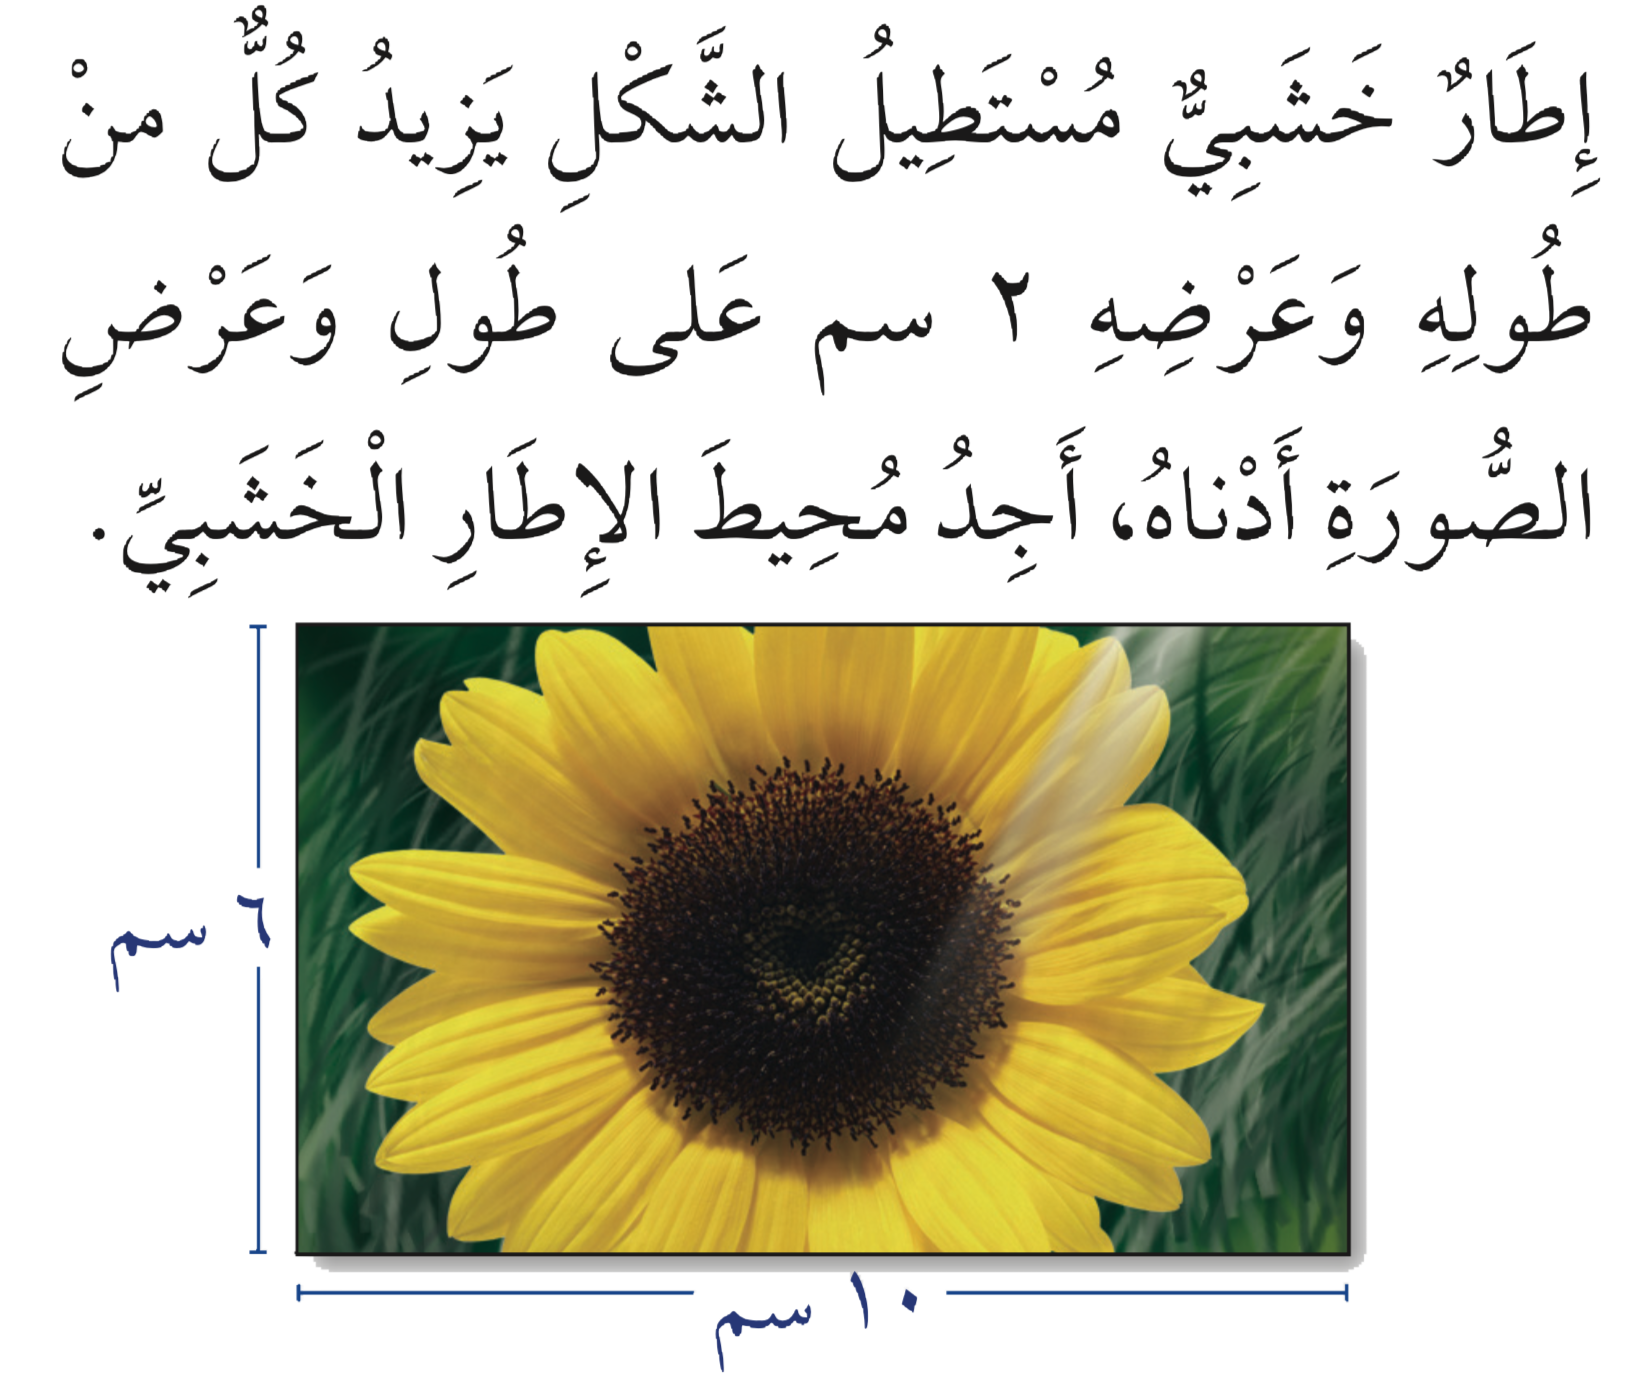 إِطَارٌ خَشَبِيٌّ مُسْتَطِيلُ الشَّكْلِ يَزِيدُ كُلٌّ منْ
طُولِهِ وَعَرْضِهِ ٢ سم عَلى طُولِ وَعَرْضِ
الصُّورَةِ أَدْناهُ، أَجِدُ مُحِيطَ الإِطَارِ الْخَشَبِيِّ.
٦ سم
١٠ سم